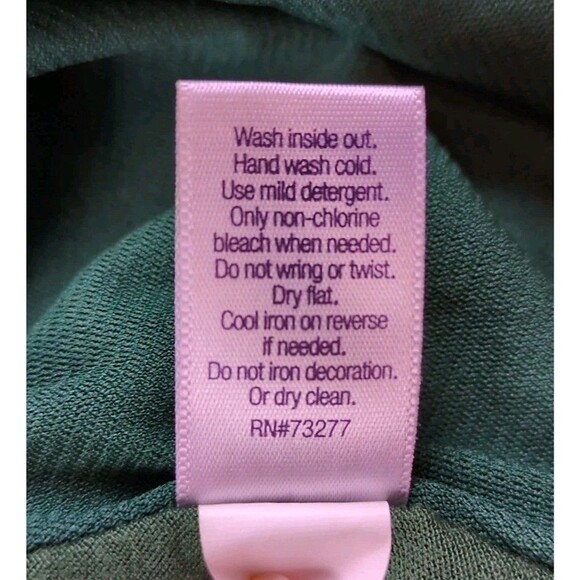 Wash inside out.
Hand wash cold.
Use mild detergent.
Only non-chlorine
bleach when needed.
Do not wring or twist.
Dry flat.
Cool iron on reverse
if needed.
Do not iron decoration.
Or dry clean.
RN#73277